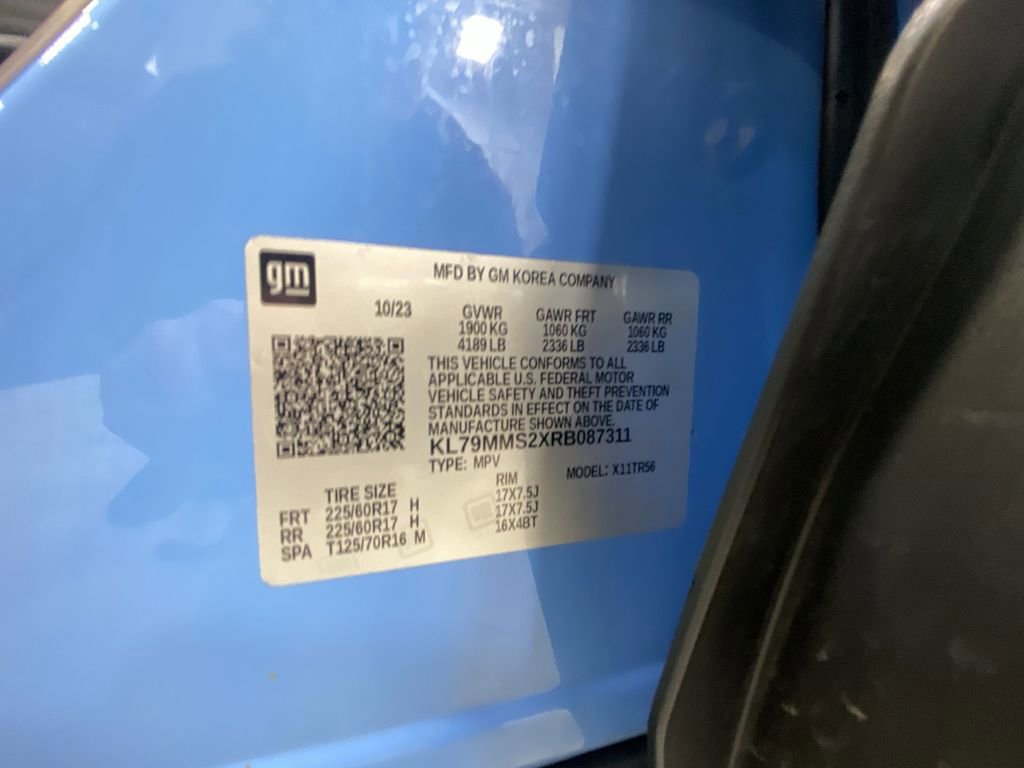 gm
MFD BY GM KOREA COMPANY
10/23
GVWR GAWR FRT GAWR RR
1900 KG 1060 KG 1060 KG
4189 LB 2336 LB 2336 LB
THIS VEHICLE CONFORMS TO ALL
APPLICABLE U.S. FEDERAL MOTOR
VEHICLE SAFETY AND THEFT PREVENTION
STANDARDS IN EFFECT ON THE DATE OF
MANUFACTURE SHOWN ABOVE.
KL79MMS2XRB087311
TYPE: MPV MODEL: X11TR56
TIRE SIZE RIM
FRT 225/60R17 H 17X7.5J
RR 225/60R17 H 17X7.5J
SPA T125/70R16 M 16X4BT